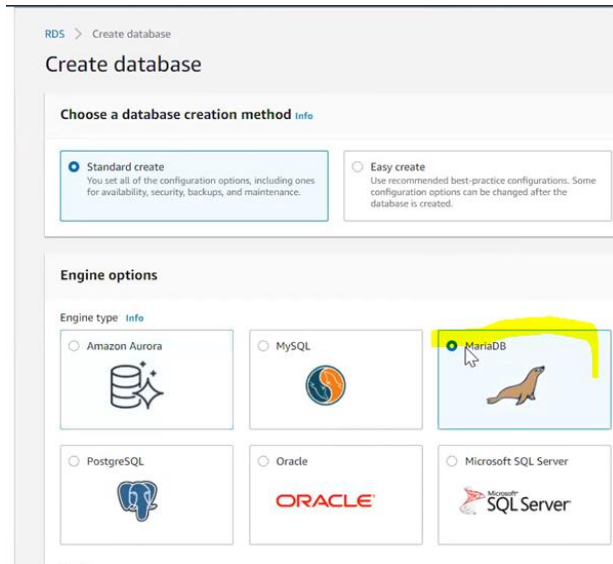 RDS > Create database
Create database
Choose a database creation method Info
Standard create
You set all of the configuration options, including ones
for availability, security, backups, and maintenance.
Easy create
Use recommended best-practice configurations. Some
configuration options can be changed after the
database is created.
Engine options
Engine type Info
Amazon Aurora
MySQL
MariaDB
PostgreSQL
Oracle
ORACLE
Microsoft SQL Server
Microsoft
SQL Server